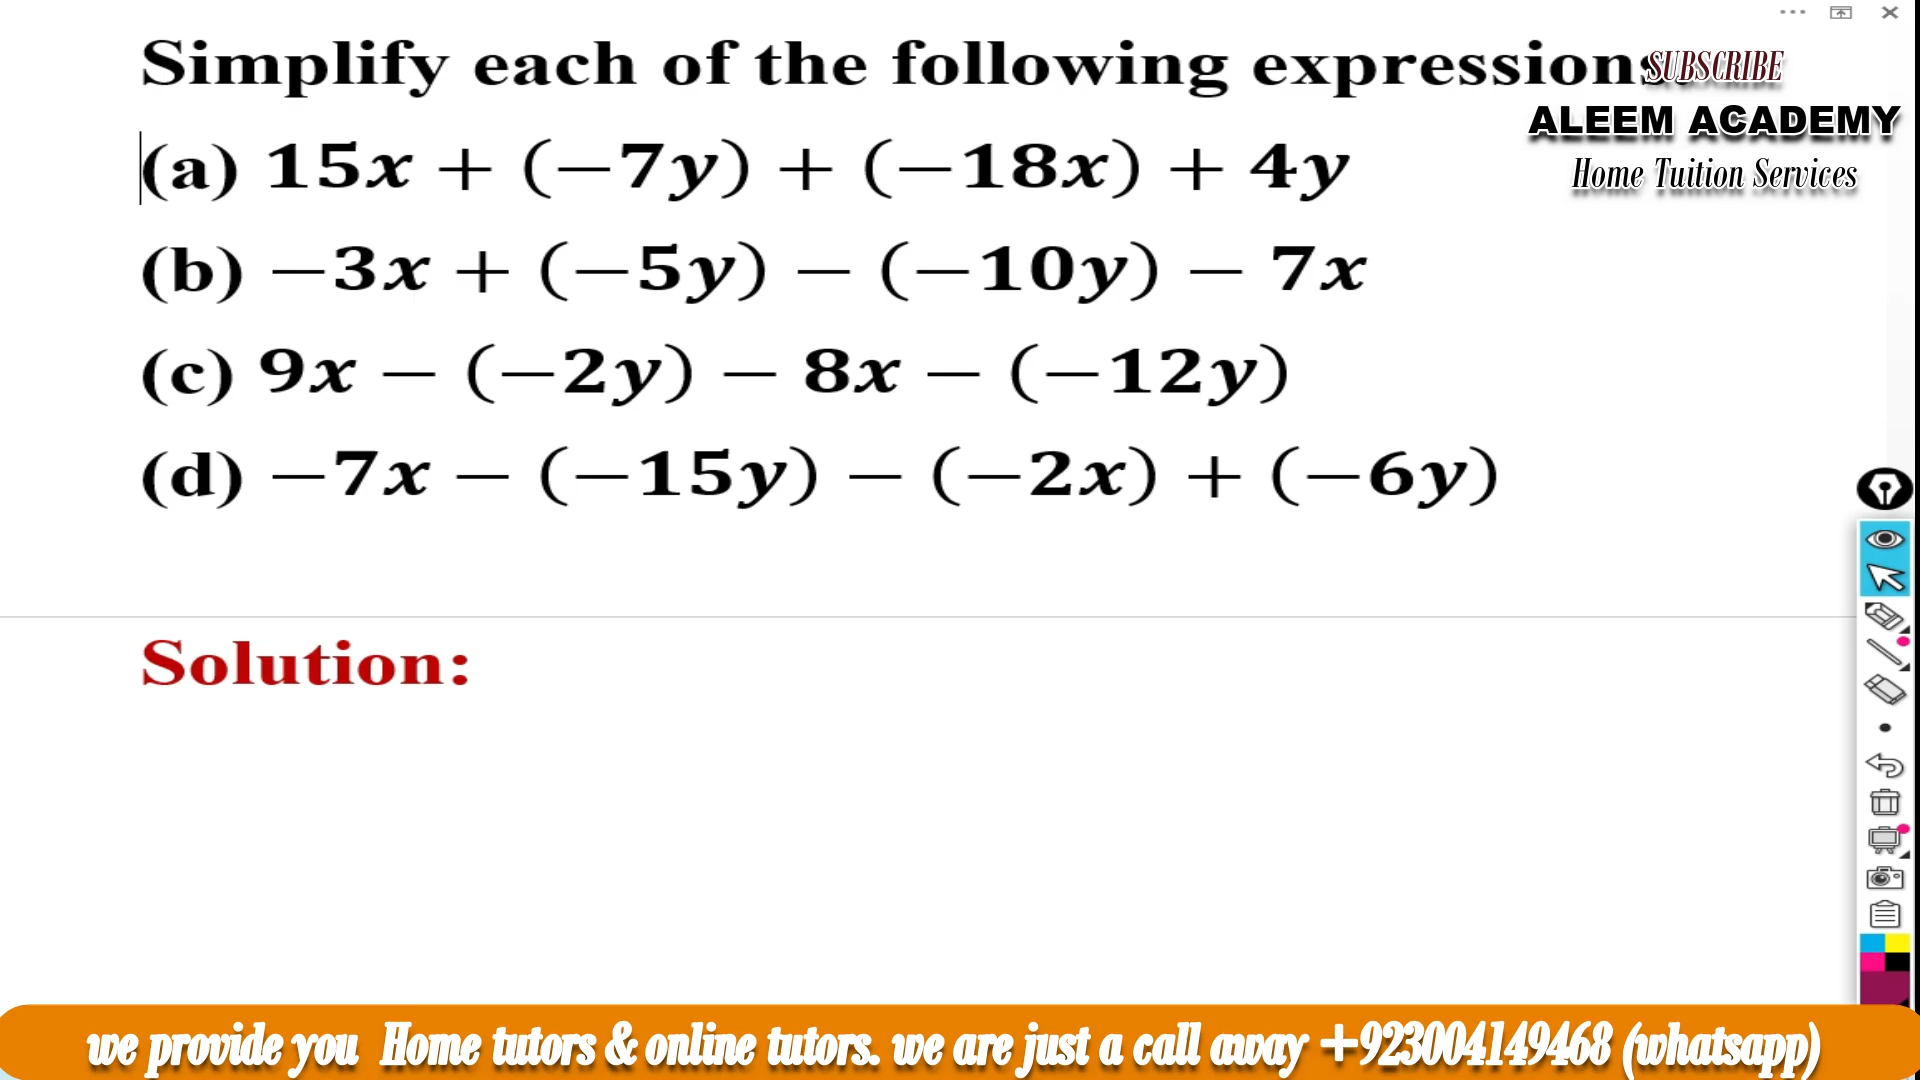 Simplify each of the following expressions
SUBSCRIBE
ALEEM ACADEMY
Home Tuition Services
(a) 15x + (−7y) + (−18x) + 4y
(b) −3x + (−5y) − (−10y) − 7x
(c) 9x − (−2y) − 8x − (−12y)
(d) −7x − (−15y) − (−2x) + (−6y)
Solution:
we provide you Home tutors & online tutors. we are just a call away +923004149468 (whatsapp)